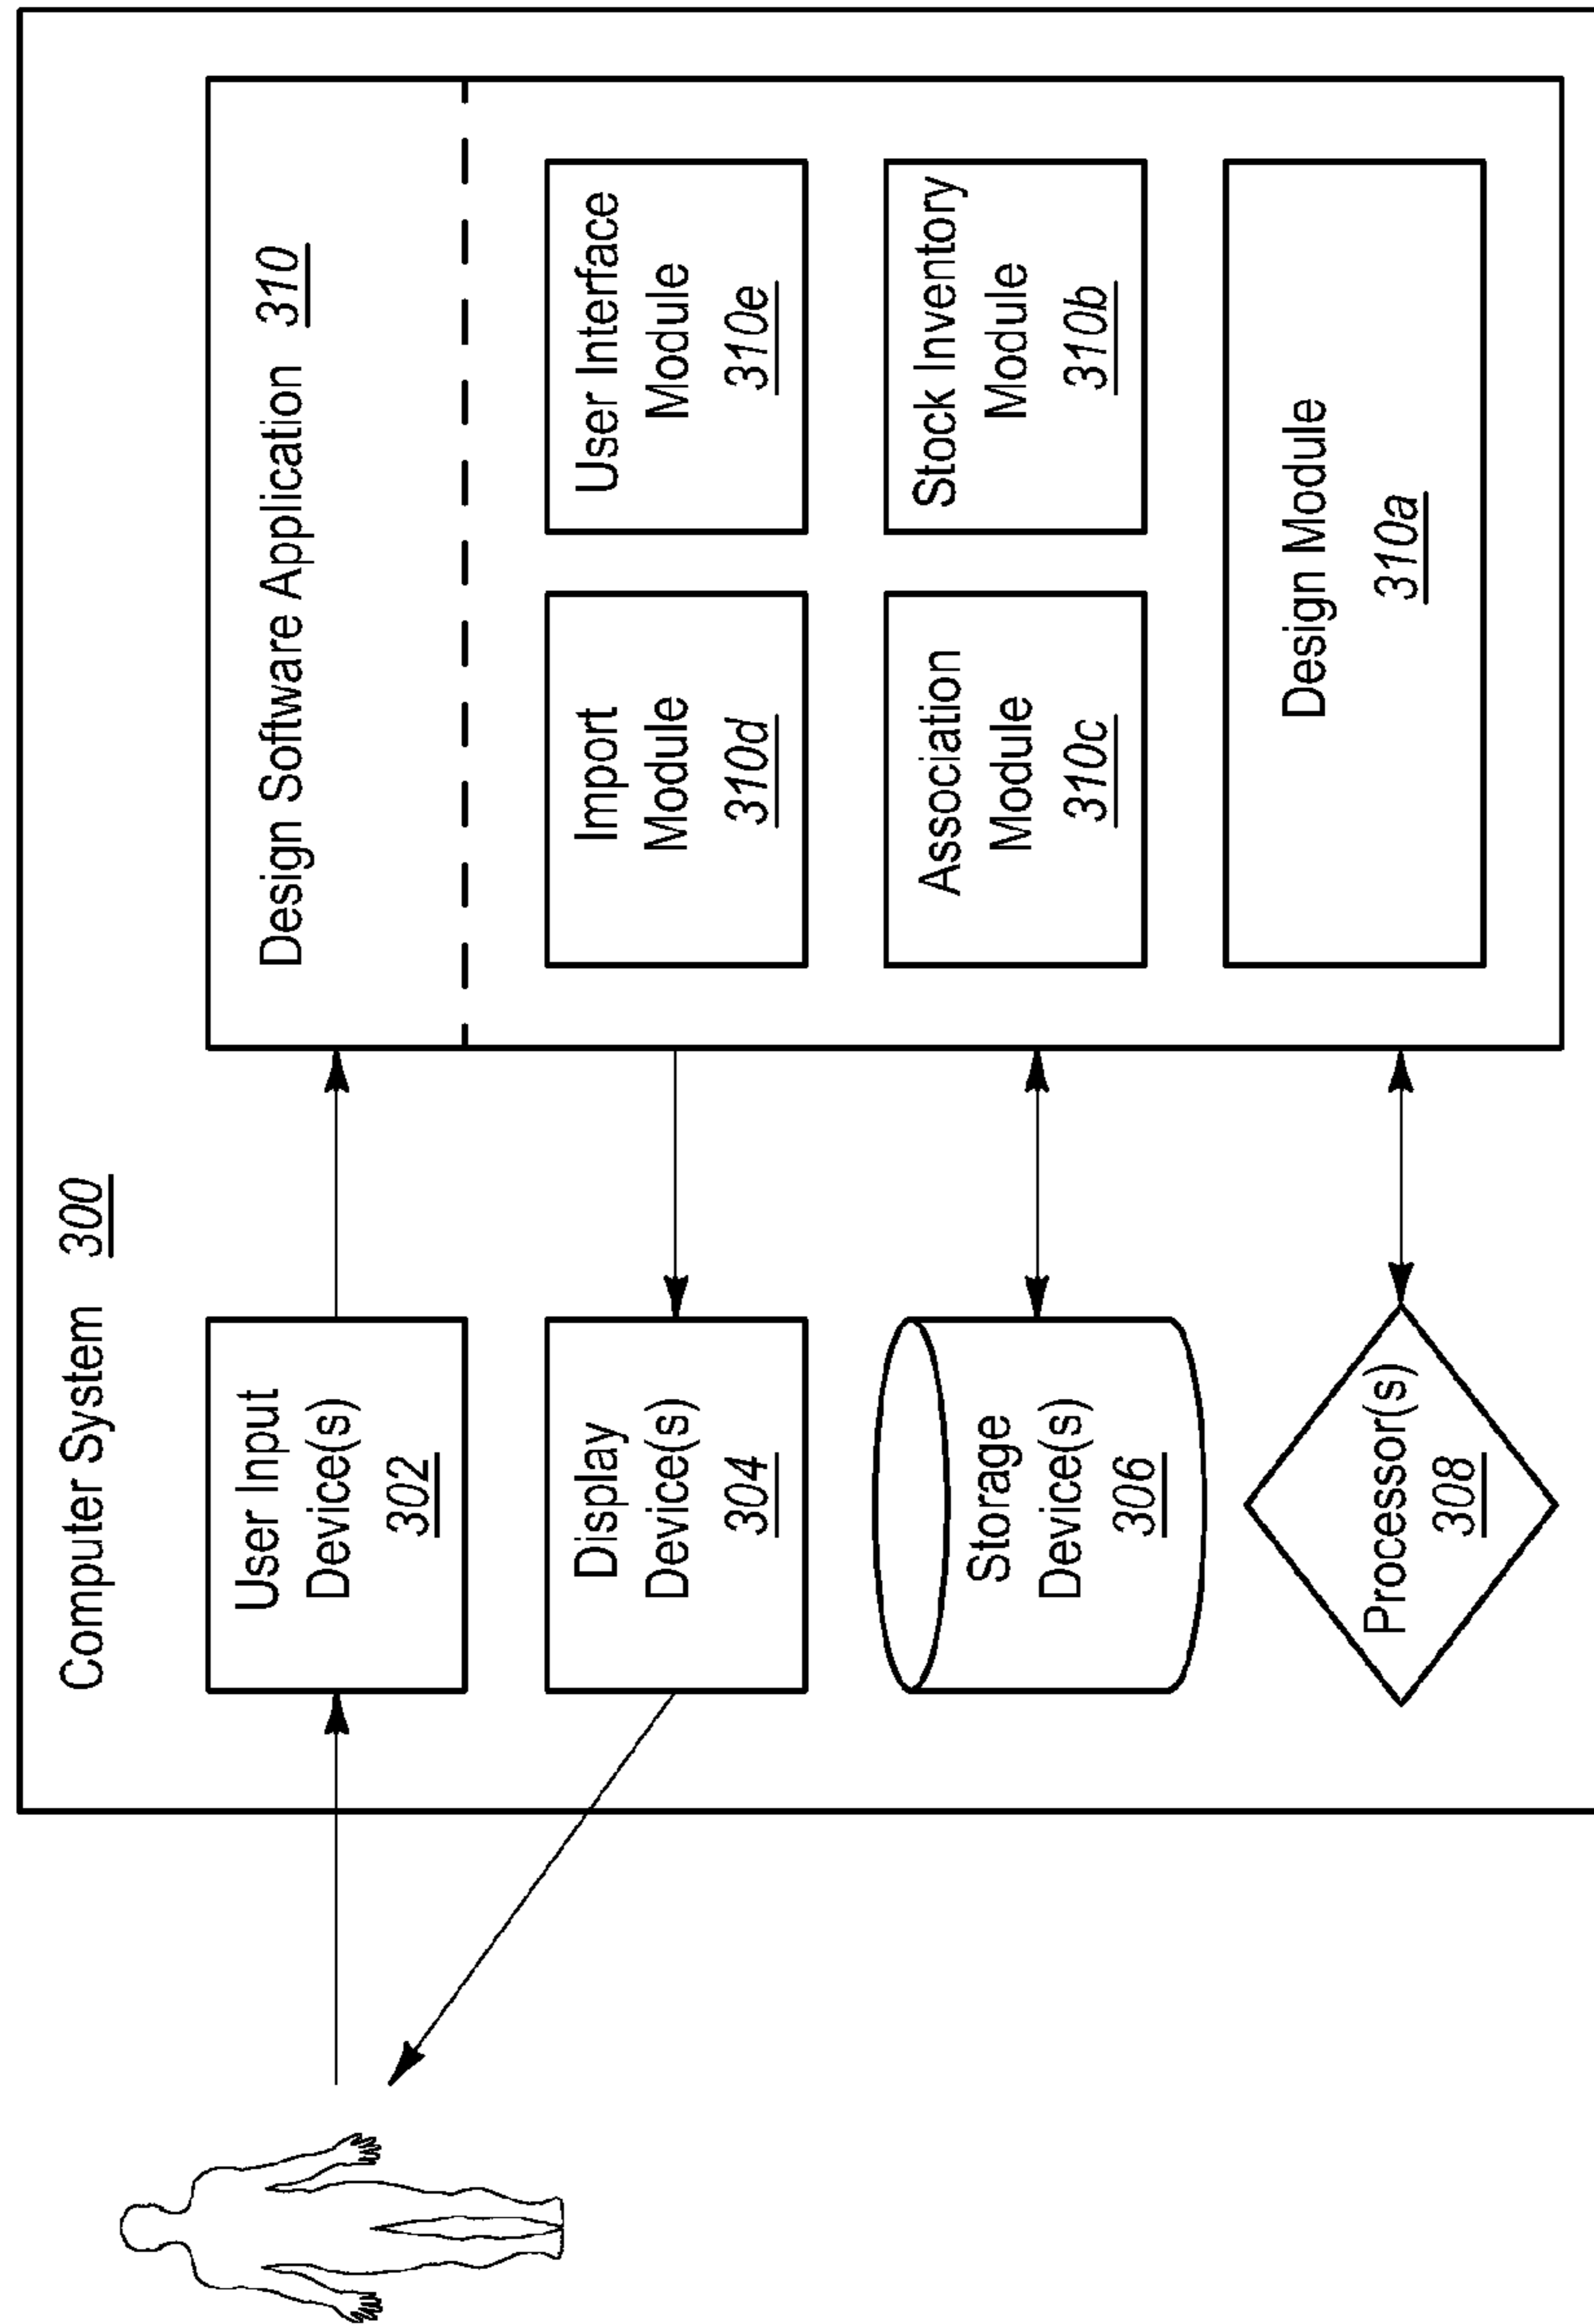 Computer System 300
User Input
Device(s)
302
Display
Device(s)
304
Storage
Device(s)
306
Processor(s)
308
Design Software Application 310
Import
Module
310d
User Interface
Module
310e
Association
Module
310c
Stock Inventory
Module
310b
Design Module
310a